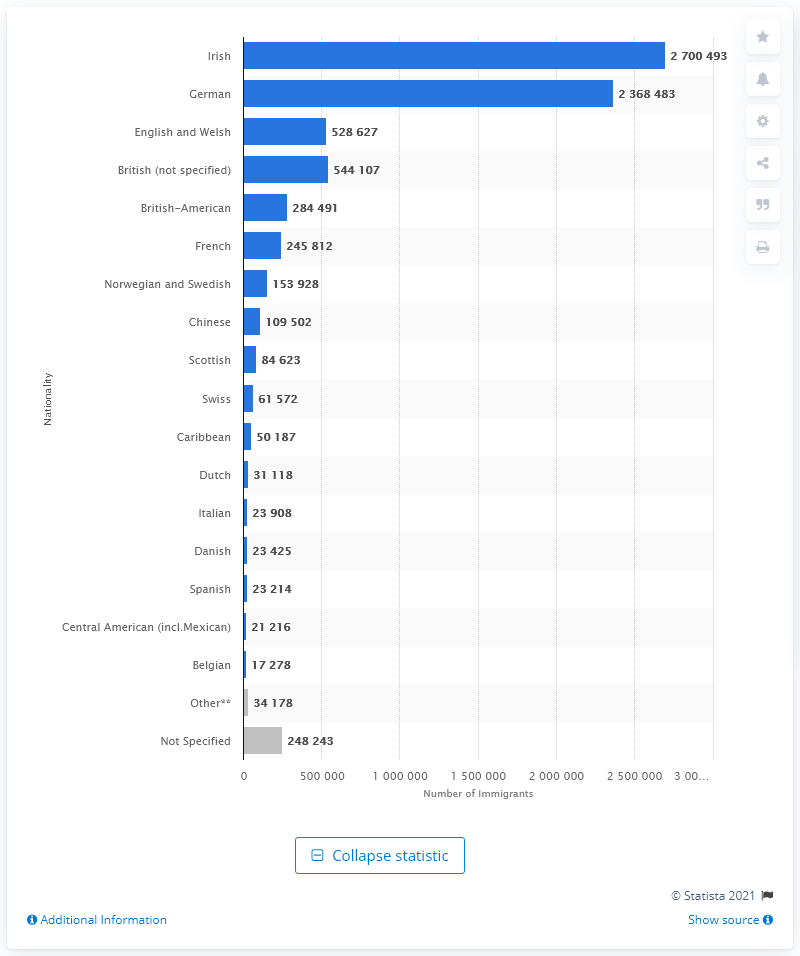 Irish 2 700 493
German 2 368 483
English and Welsh 528 627
British (not specified) 544 107
British-American 284 491
French 245 812
Norwegian and Swedish 153 928
Chinese 109 502
Scottish 84 623
Nationality
Swiss 61 572
Caribbean 50 187
Dutch 31 118
Italian 23 908
Danish 23 425
Spanish 23 214
Central American (incl.Mexican) 21 216
Belgian 17 278
Other** 34 178
Not Specified 248 243
0 500 000 1 000 000 1 500 000 2 000 000 2 500 000 3 00...
Number of Immigrants
Collapse statistic
© Statista 2021
Additional Information Show source